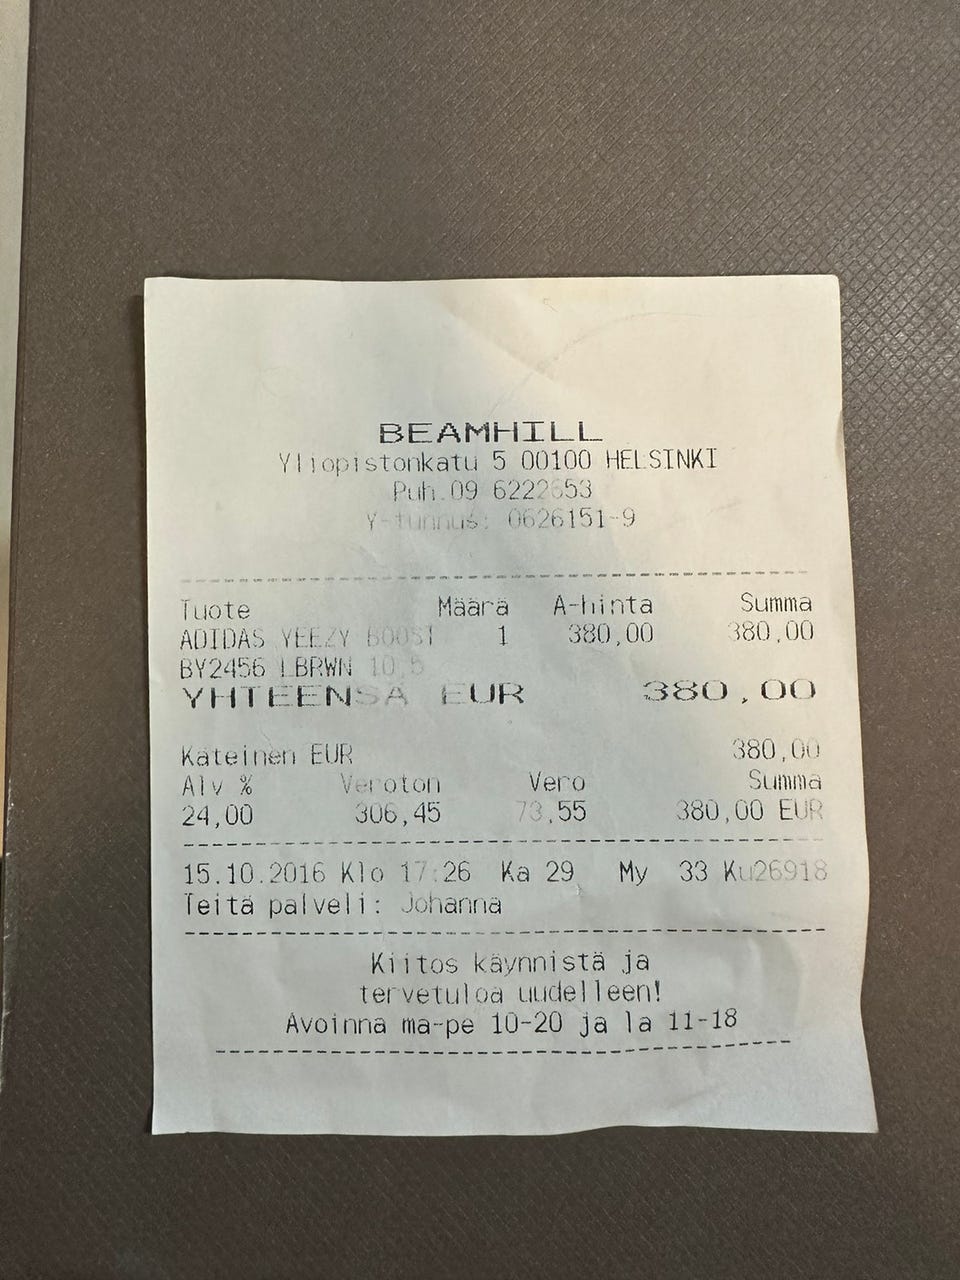 BEAMHILL
Yliopistonkatu 5 00100 HELSINKI
Puh.09 6222653
Y-tunnus: 0626151-9
Tuote Määrä A-hinta Summa
ADIDAS YEEZY BOOST 1 380,00 380,00
BY2456 LBRWN 10,5
YHTEENSA EUR 380,00
Käteinen EUR 380,00
Alv % Veroton Vero Summa
24,00 306,45 73,55 380,00 EUR
15.10.2016 Klo 17:26 Ka 29 My 33 Ku26918
Teitä palveli: Johanna
Kiitos käynnistä ja
tervetuloa uudelleen!
Avoinna ma-pe 10-20 ja la 11-18